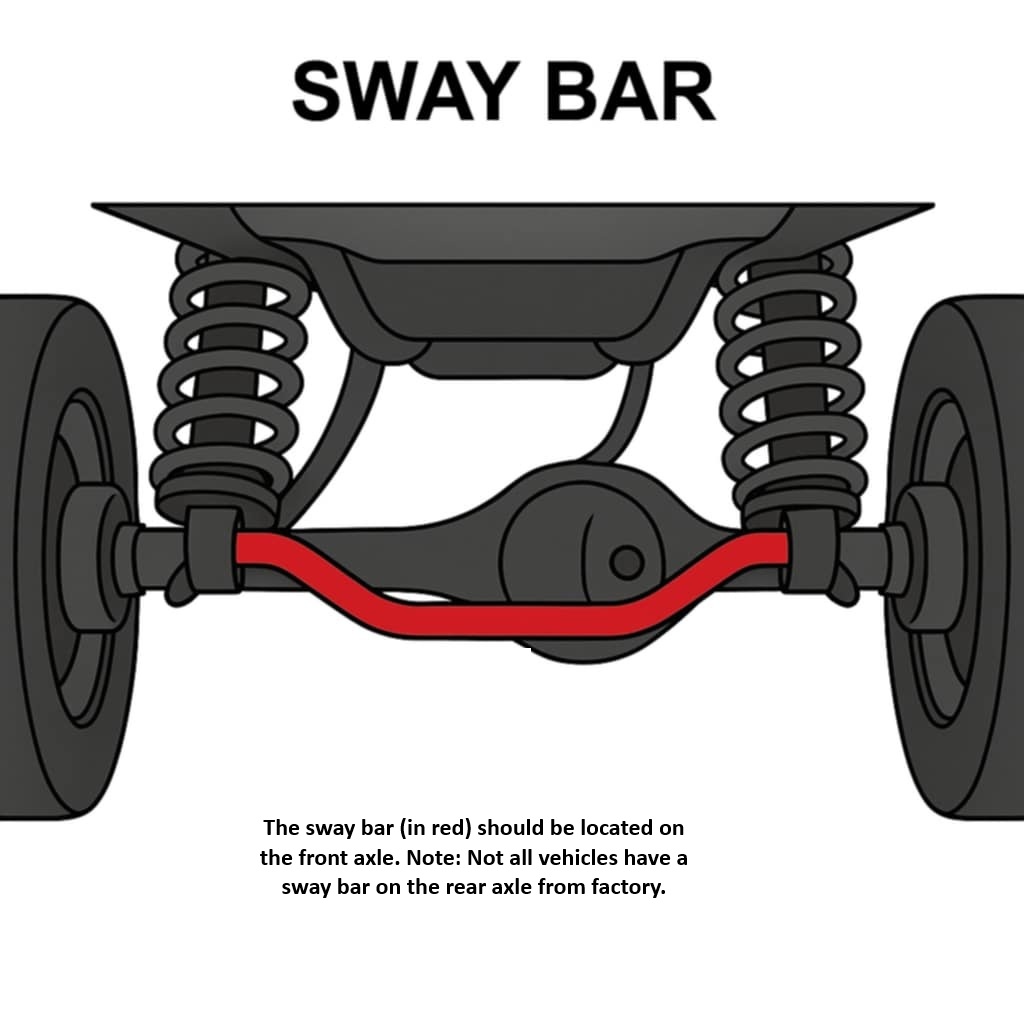 SWAY BAR
The sway bar (in red) should be located on
the front axle. Note: Not all vehicles have a
sway bar on the rear axle from factory.